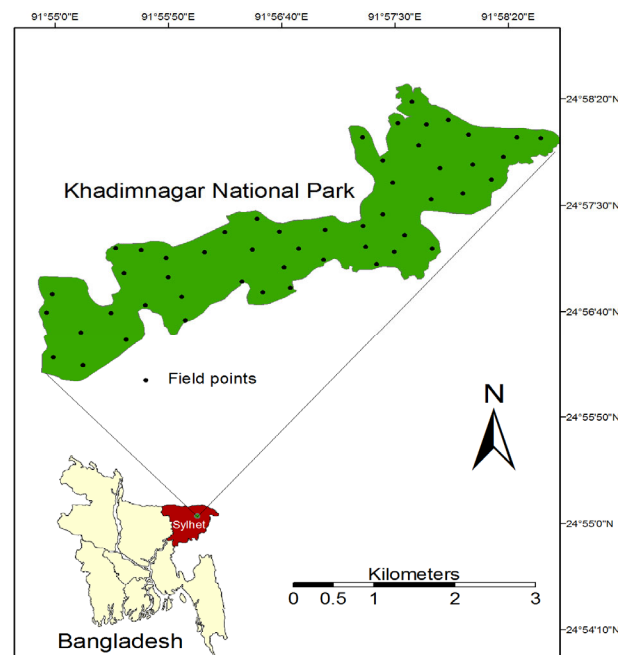 91°55'0"E 91°55'50"E 91°56'40"E 91°57'30"E 91°58'20"E
24°58'20"N
Khadimnagar National Park
24°57'30"N
24°56'40"N
Field points
N
24°55'50"N
Sylhet
24°55'0"N
Kilometers
0 0.5 1 2 3
Bangladesh
24°54'10"N